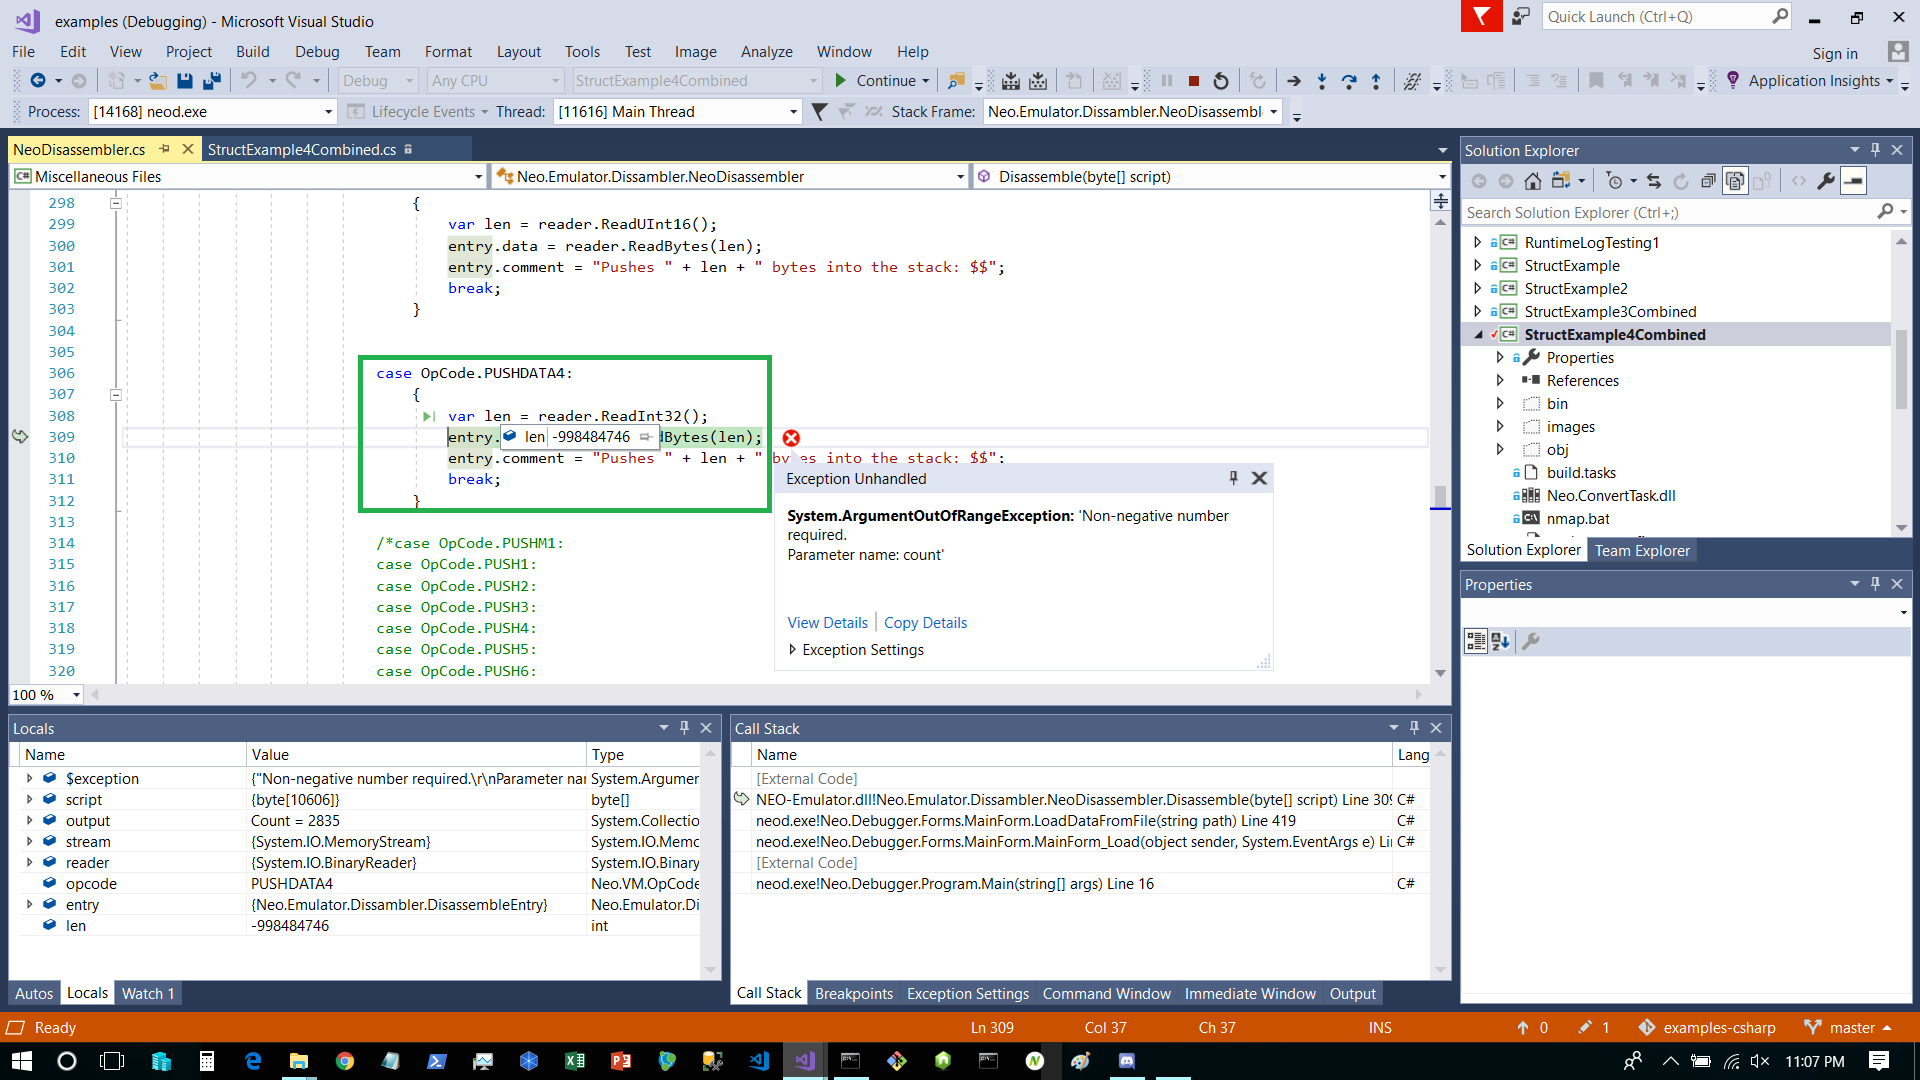 examples (Debugging) - Microsoft Visual Studio
Quick Launch (Ctrl+Q)
File Edit View Project Build Debug Team Format Layout Tools Test Image Analyze Window Help
Sign in
Debug Any CPU StructExample4Combined Continue Application Insights
Process: [14168] neod.exe Lifecycle Events Thread: [11616] Main Thread Stack Frame: Neo.Emulator.Dissambler.NeoDisassembl
NeoDisassembler.cs StructExample4Combined.cs
Miscellaneous Files Neo.Emulator.Dissambler.NeoDisassembler Disassemble(byte[] script)
298 {
299 var len = reader.ReadUInt16();
300 entry.data = reader.ReadBytes(len);
301 entry.comment = "Pushes " + len + " bytes into the stack: $$";
302 break;
303 }
304
305
306 case OpCode.PUSHDATA4:
307 {
308 var len = reader.ReadInt32();
309 entry. len -998484746 dBytes(len);
310 entry.comment = "Pushes " + len + " bytes into the stack: $$";
311 break;
312 }
313
314 /*case OpCode.PUSHM1:
315 case OpCode.PUSH1:
316 case OpCode.PUSH2:
317 case OpCode.PUSH3:
318 case OpCode.PUSH4:
319 case OpCode.PUSH5:
320 case OpCode.PUSH6:
100 %
Exception Unhandled
System.ArgumentOutOfRangeException: 'Non-negative number
required.
Parameter name: count'
View Details Copy Details
Exception Settings
Solution Explorer
Search Solution Explorer (Ctrl+;)
C# RuntimeLogTesting1
C# StructExample
C# StructExample2
C# StructExample3Combined
C# StructExample4Combined
Properties
References
bin
images
obj
build.tasks
Neo.ConvertTask.dll
nmap.bat
Solution Explorer Team Explorer
Properties
Locals
Name Value Type
$exception {"Non-negative number required.\r\nParameter nar System.Argumer
script {byte[10606]} byte[]
output Count = 2835 System.Collectio
stream {System.IO.MemoryStream} System.IO.Memc
reader {System.IO.BinaryReader} System.IO.Binary
opcode PUSHDATA4 Neo.VM.OpCode
entry {Neo.Emulator.Dissambler.DisassembleEntry} Neo.Emulator.Di
len -998484746 int
Autos Locals Watch 1
Call Stack
Name Lang
[External Code]
NEO-Emulator.dll!Neo.Emulator.Dissambler.NeoDisassembler.Disassemble(byte[] script) Line 309 C#
neod.exe!Neo.Debugger.Forms.MainForm.LoadDataFromFile(string path) Line 419 C#
neod.exe!Neo.Debugger.Forms.MainForm.MainForm_Load(object sender, System.EventArgs e) Li C#
[External Code]
neod.exe!Neo.Debugger.Program.Main(string[] args) Line 16 C#
Call Stack Breakpoints Exception Settings Command Window Immediate Window Output
Ready Ln 309 Col 37 Ch 37 INS 0 1 examples-csharp master
11:07 PM